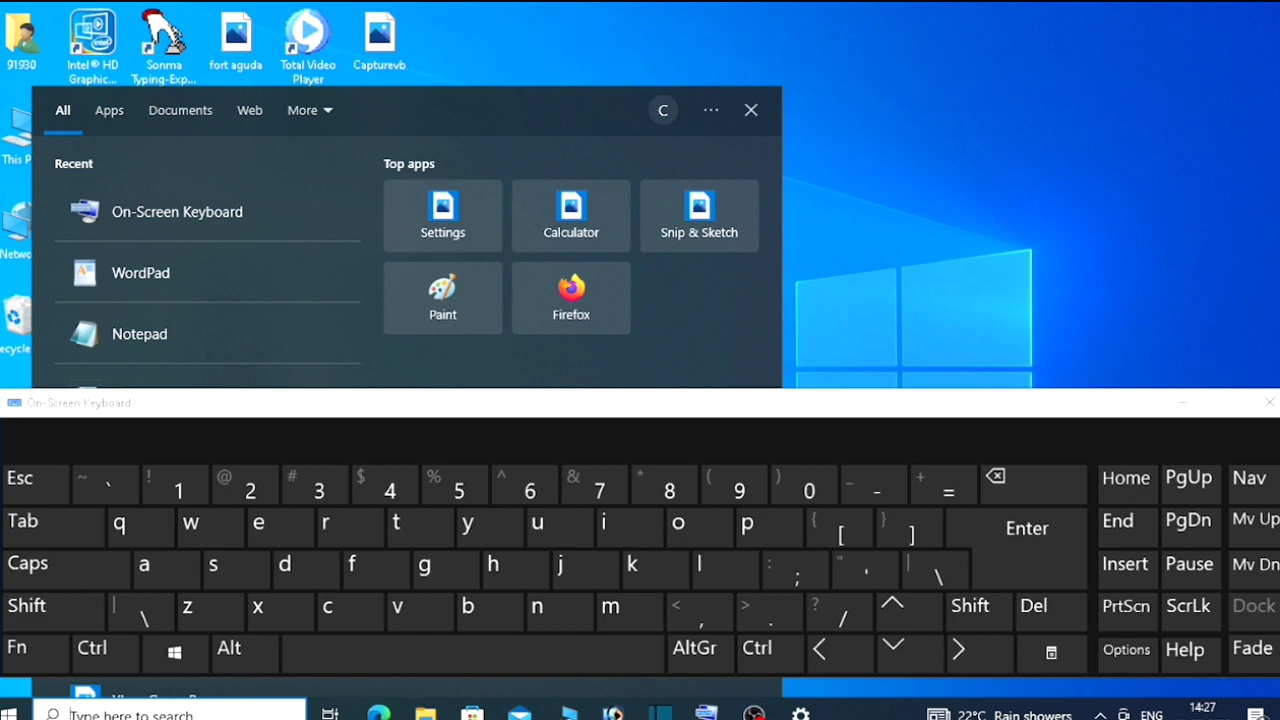 91930
Intel® HD Graphic...
Sonma Typing-Exp...
fort aguda
Total Video Player
Capturevb
This P
Netwo
ecycle
All Apps Documents Web More
C ...
Recent
On-Screen Keyboard
WordPad
Notepad
Top apps
Settings Calculator Snip & Sketch
Paint Firefox
On-Screen Keyboard
Esc ~ ` ! 1 @ 2 # 3 $ 4 % 5 ^ 6 & 7 * 8 ( 9 ) 0 _ - + = Home PgUp Nav
Tab q w e r t y u i o p { [ } ] Enter End PgDn Mv Up
Caps a s d f g h j k l : ; " ' | \ Insert Pause Mv Dn
Shift | \ z x c v b n m < , > . ? / Shift Del PrtScn ScrLk Dock
Fn Ctrl Alt AltGr Ctrl Options Help Fade
Type here to search
22°C Rain showers ENG 14:27